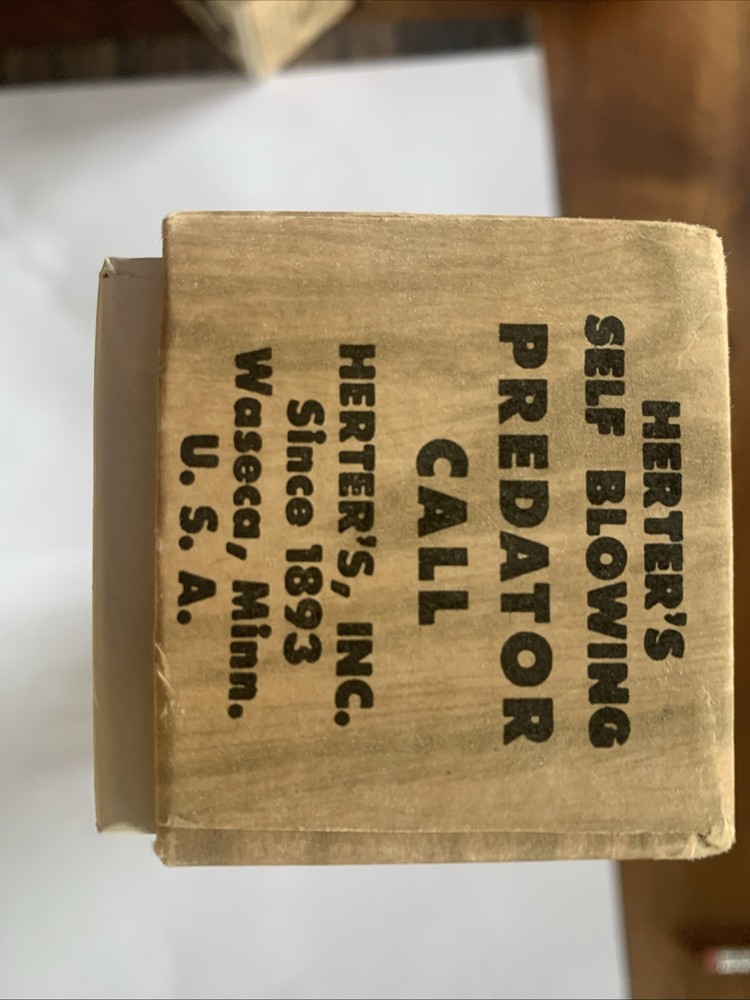 HERTER'S
SELF BLOWING
PREDATOR
CALL
HERTER'S, INC.
Since 1893
Waseca, Minn.
U. S. A.